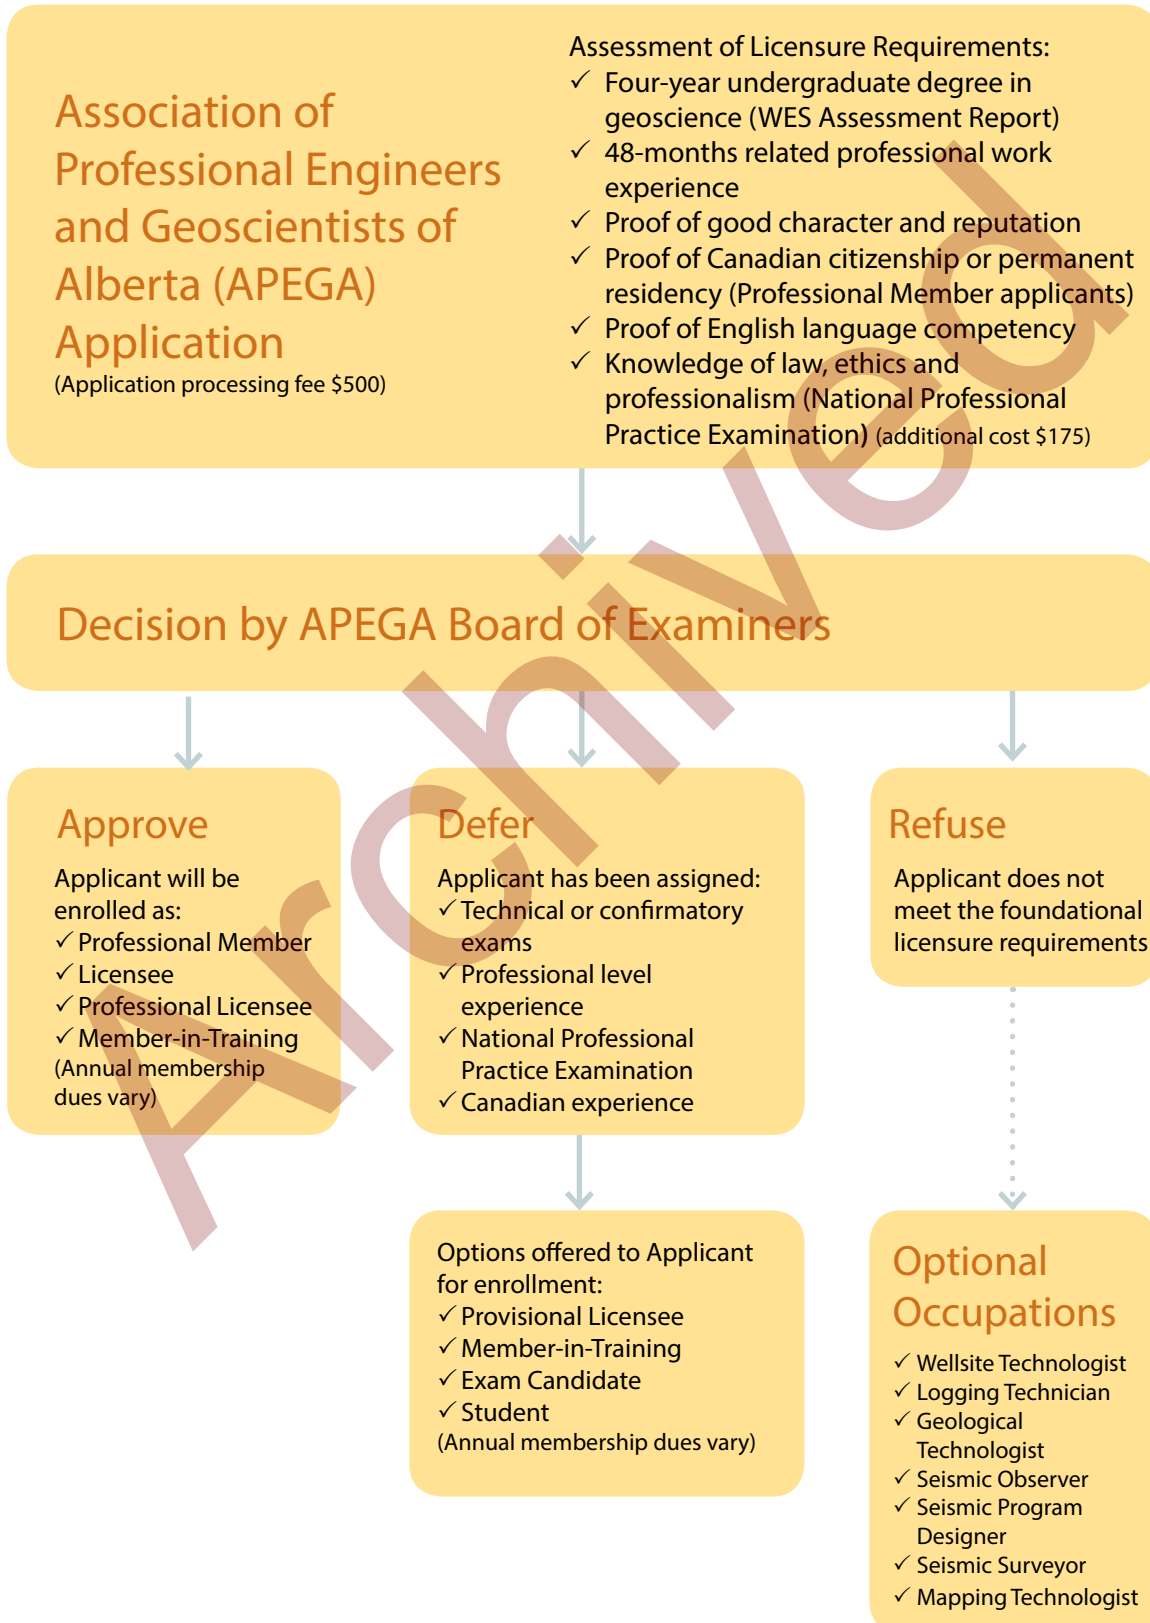 Association of
Professional Engineers
and Geoscientists of
Alberta (APEGA)
Application
(Application processing fee $500)
Assessment of Licensure Requirements:
✓ Four-year undergraduate degree in
geoscience (WES Assessment Report)
✓ 48-months related professional work
experience
✓ Proof of good character and reputation
✓ Proof of Canadian citizenship or permanent
residency (Professional Member applicants)
✓ Proof of English language competency
✓ Knowledge of law, ethics and
professionalism (National Professional
Practice Examination) (additional cost $175)
Decision by APEGA Board of Examiners
Approve
Applicant will be
enrolled as:
✓ Professional Member
✓ Licensee
✓ Professional Licensee
✓ Member-in-Training
(Annual membership
dues vary)
Defer
Applicant has been assigned:
✓ Technical or confirmatory
exams
✓ Professional level
experience
✓ National Professional
Practice Examination
✓ Canadian experience
Refuse
Applicant does not
meet the foundational
licensure requirements
Options offered to Applicant
for enrollment:
✓ Provisional Licensee
✓ Member-in-Training
✓ Exam Candidate
✓ Student
(Annual membership dues vary)
Optional
Occupations
✓ Wellsite Technologist
✓ Logging Technician
✓ Geological
Technologist
✓ Seismic Observer
✓ Seismic Program
Designer
✓ Seismic Surveyor
✓ Mapping Technologist
Archived